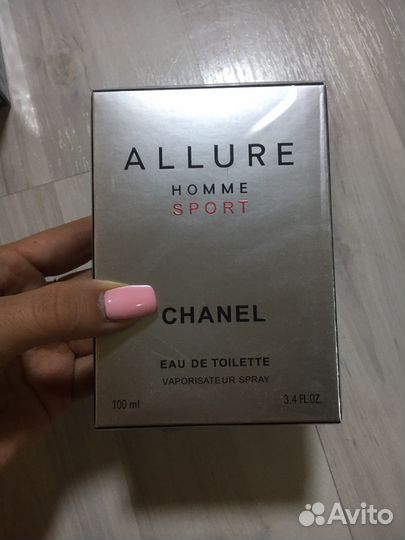 ALLURE
HOMME
SPORT
CHANEL
EAU DE TOILETTE
VAPORISATEUR SPRAY
100 ml 3.4 FL.OZ.
Avito